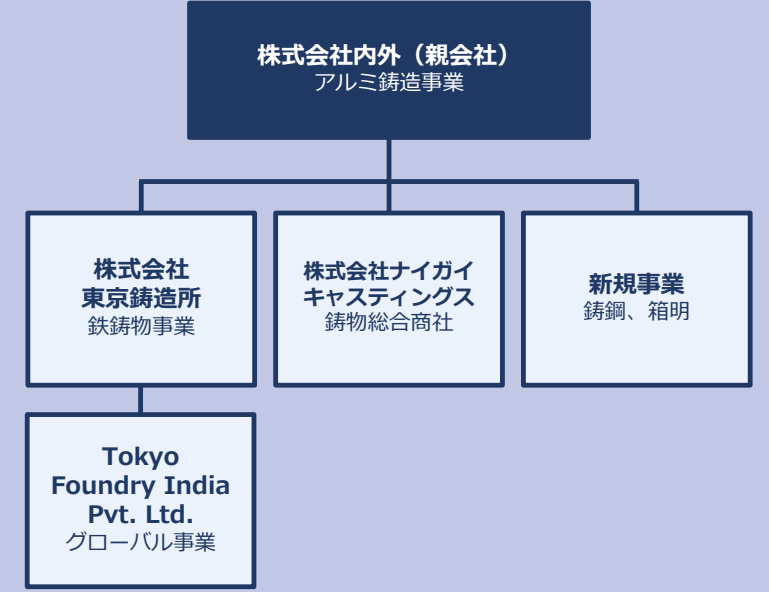 株式会社内外（親会社）
アルミ鋳造事業
株式会社
東京鋳造所
鉄鋳物事業
株式会社ナイガイ
キャスティングス
鋳物総合商社
新規事業
鋳鋼、箱明
Tokyo
Foundry India
Pvt. Ltd.
グローバル事業